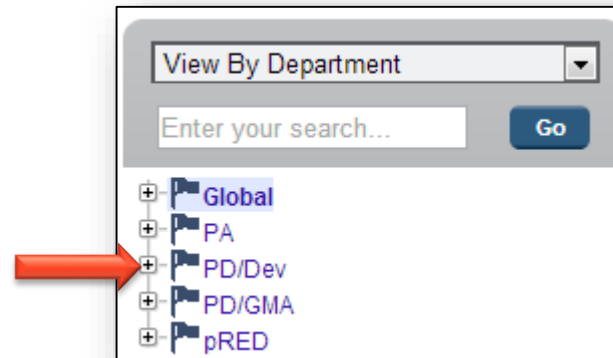 View By Department
Enter your search...
Go
Global
PA
PD/Dev
PD/GMA
pRED